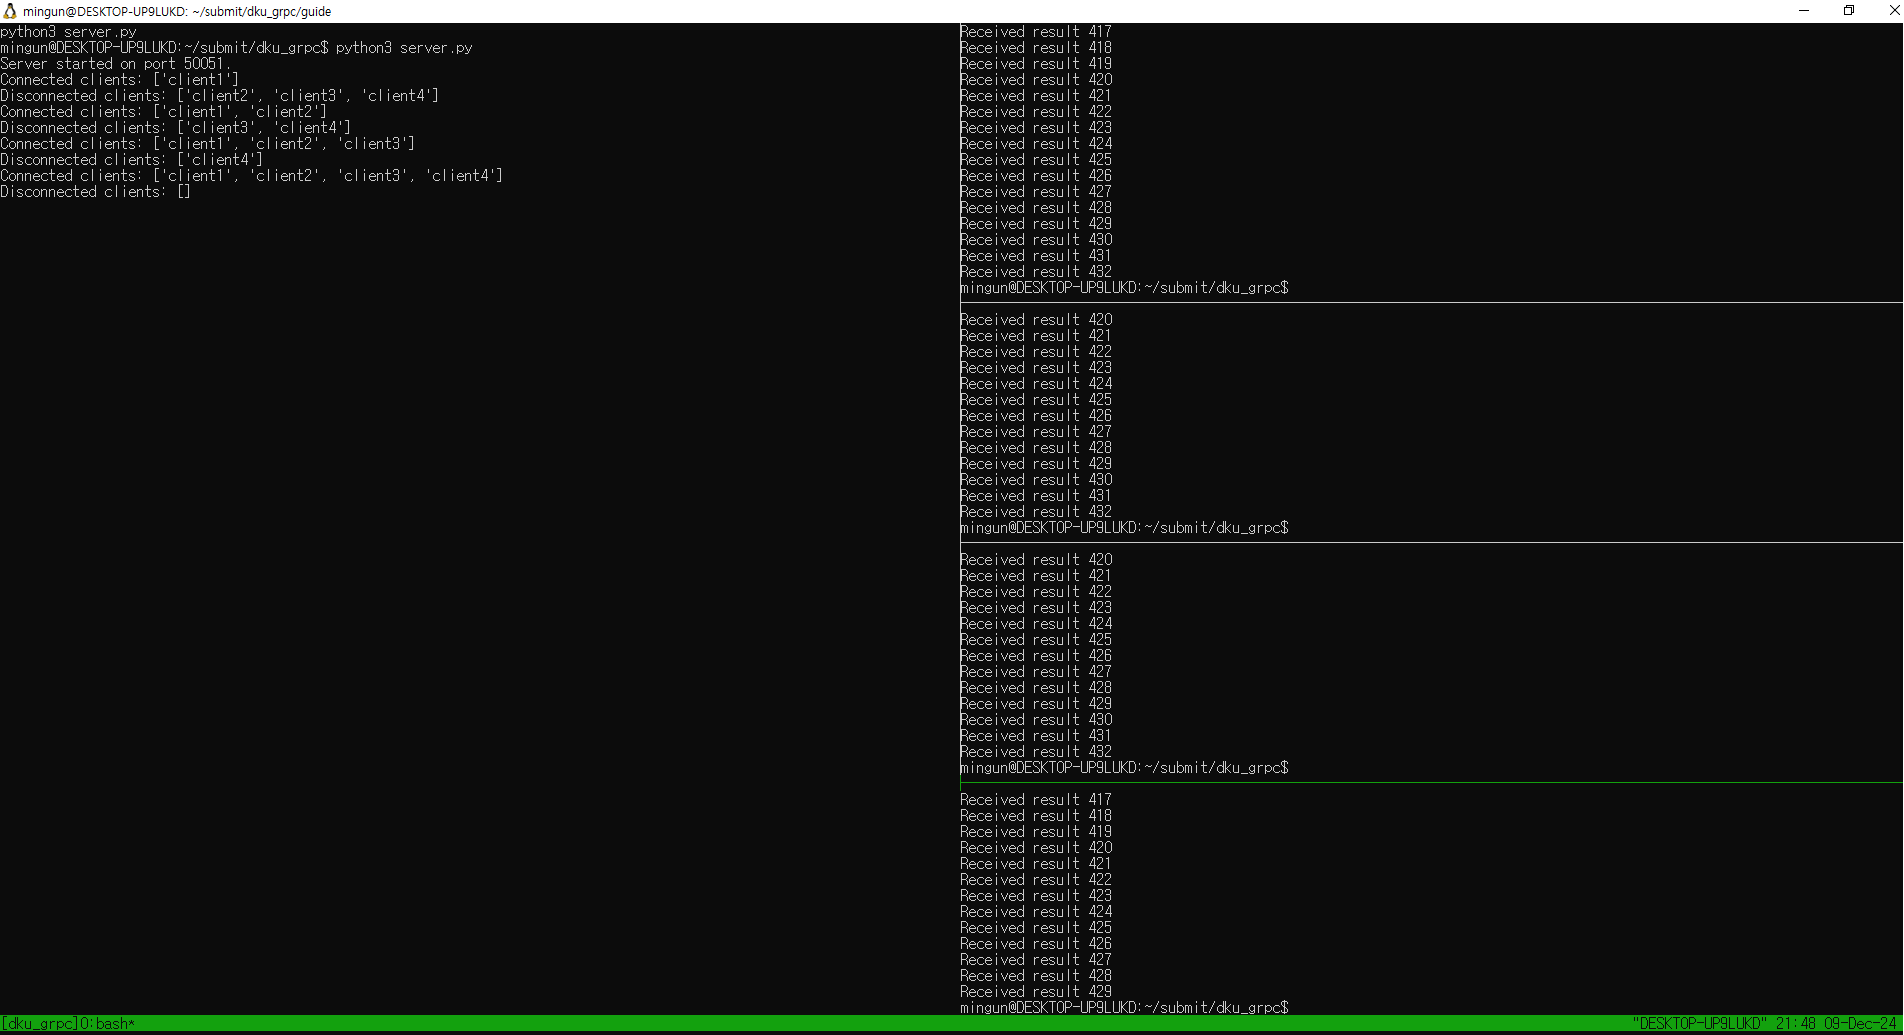 mingun@DESKTOP-UP9LUKD: ~/submit/dku_grpc/guide
python3 server.py
mingun@DESKTOP-UP9LUKD:~/submit/dku_grpc$ python3 server.py
Server started on port 50051.
Connected clients: ['client1']
Disconnected clients: ['client2', 'client3', 'client4']
Connected clients: ['client1', 'client2']
Disconnected clients: ['client3', 'client4']
Connected clients: ['client1', 'client2', 'client3']
Disconnected clients: ['client4']
Connected clients: ['client1', 'client2', 'client3', 'client4']
Disconnected clients: []
Received result 417
Received result 418
Received result 419
Received result 420
Received result 421
Received result 422
Received result 423
Received result 424
Received result 425
Received result 426
Received result 427
Received result 428
Received result 429
Received result 430
Received result 431
Received result 432
mingun@DESKTOP-UP9LUKD:~/submit/dku_grpc$
Received result 420
Received result 421
Received result 422
Received result 423
Received result 424
Received result 425
Received result 426
Received result 427
Received result 428
Received result 429
Received result 430
Received result 431
Received result 432
mingun@DESKTOP-UP9LUKD:~/submit/dku_grpc$
Received result 420
Received result 421
Received result 422
Received result 423
Received result 424
Received result 425
Received result 426
Received result 427
Received result 428
Received result 429
Received result 430
Received result 431
Received result 432
mingun@DESKTOP-UP9LUKD:~/submit/dku_grpc$
Received result 417
Received result 418
Received result 419
Received result 420
Received result 421
Received result 422
Received result 423
Received result 424
Received result 425
Received result 426
Received result 427
Received result 428
Received result 429
mingun@DESKTOP-UP9LUKD:~/submit/dku_grpc$
[dku_grpc]0:bash* "DESKTOP-UP9LUKD" 21:48 09-Dec-24